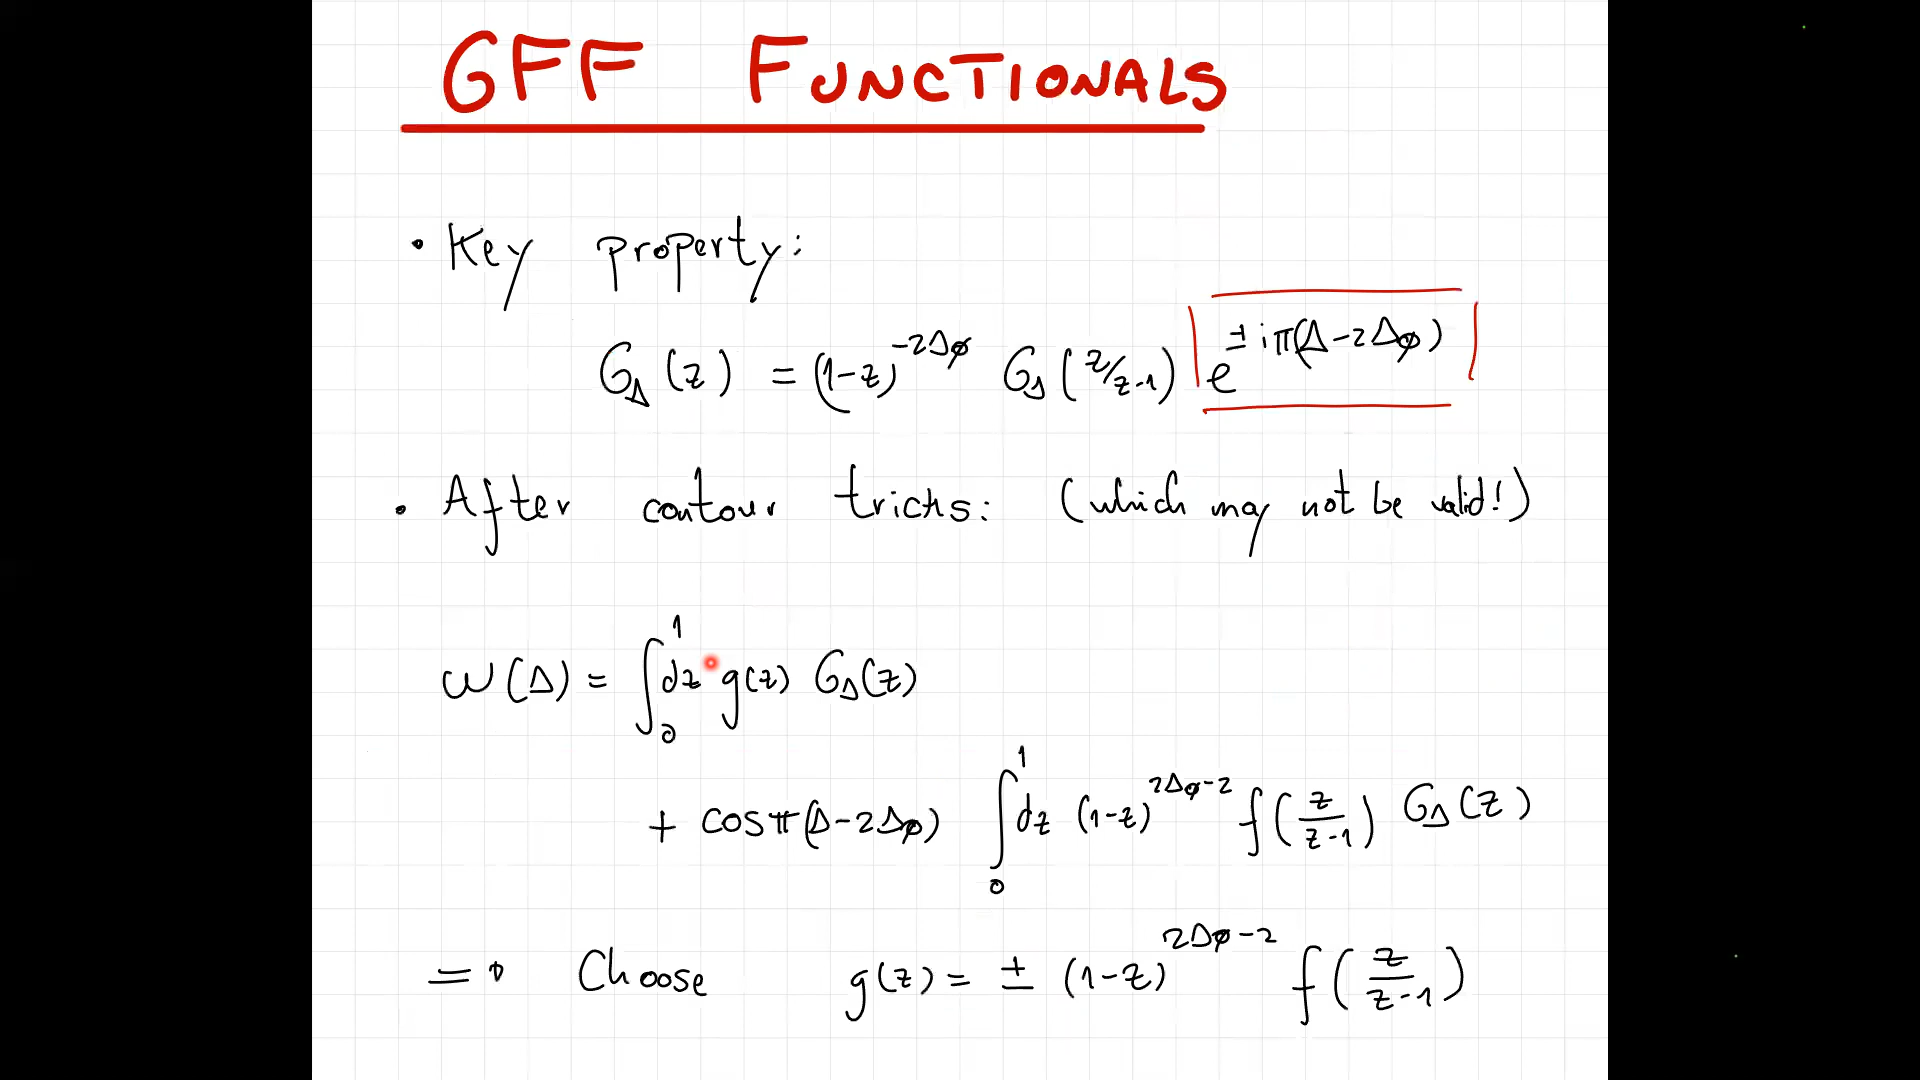 GFF FUNCTIONALS
• Key property:
G_Δ(z) = (1-z)^{-2Δφ} G_Δ(z/z-1) e^{±iπ(Δ-2Δφ)}
• After contour tricks: (which may not be valid!)
ω(Δ) = ∫_0^1 dz g(z) G_Δ(z)
+ cosπ(Δ-2Δφ) ∫_0^1 dz (1-z)^{2Δφ-2} f(z/z-1) G_Δ(z)
⇒ Choose g(z) = ± (1-z)^{2Δφ-2} f(z/z-1)